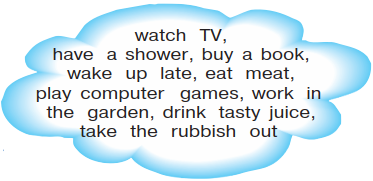 watch TV,
have a shower, buy a book,
wake up late, eat meat,
play computer games, work in
the garden, drink tasty juice,
take the rubbish out